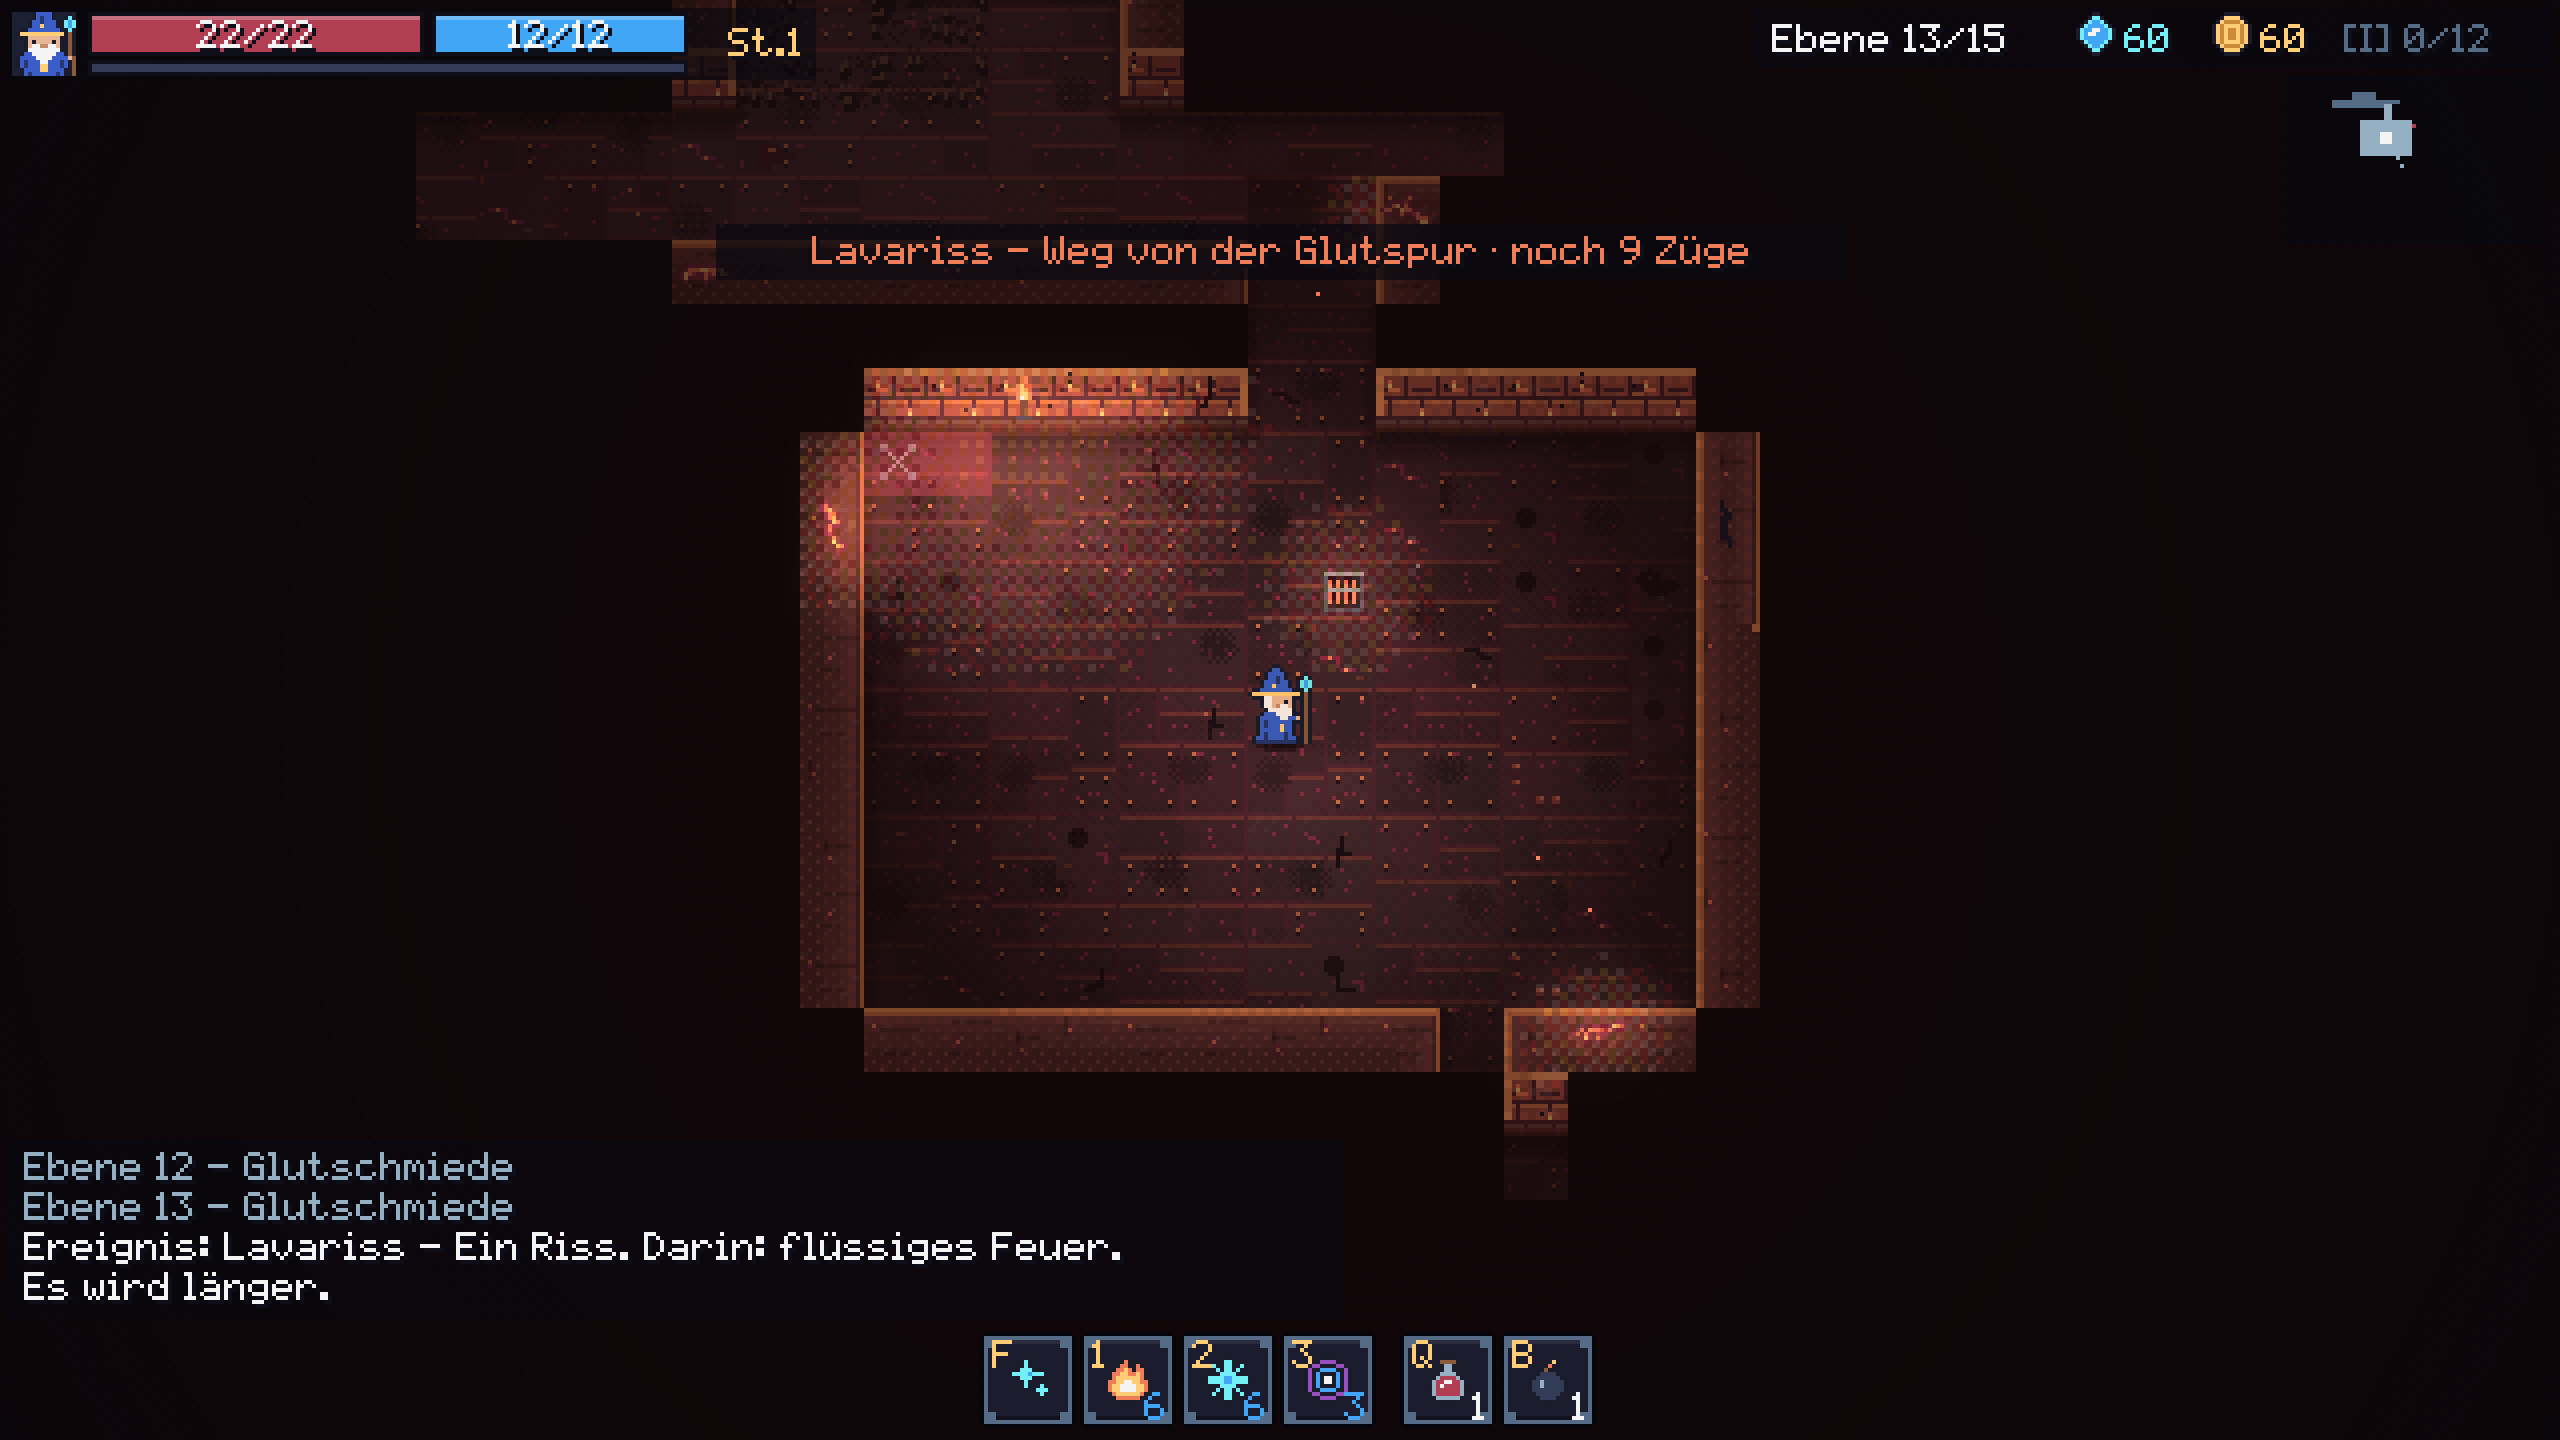 22/22 12/12 St.1 Ebene 13/15 60 60 [I] 0/12
Lavariss – Weg von der Glutspur · noch 9 Züge
Ebene 12 – Glutschmiede
Ebene 13 – Glutschmiede
Ereignis: Lavariss – Ein Riss. Darin: flüssiges Feuer.
Es wird länger.
F 1 2 3 Q B
6 6 3 1 1